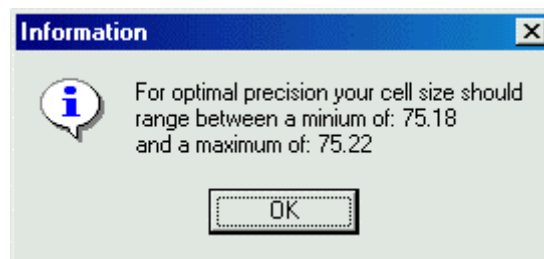 Information
For optimal precision your cell size should
range between a minium of: 75.18
and a maximum of: 75.22
OK